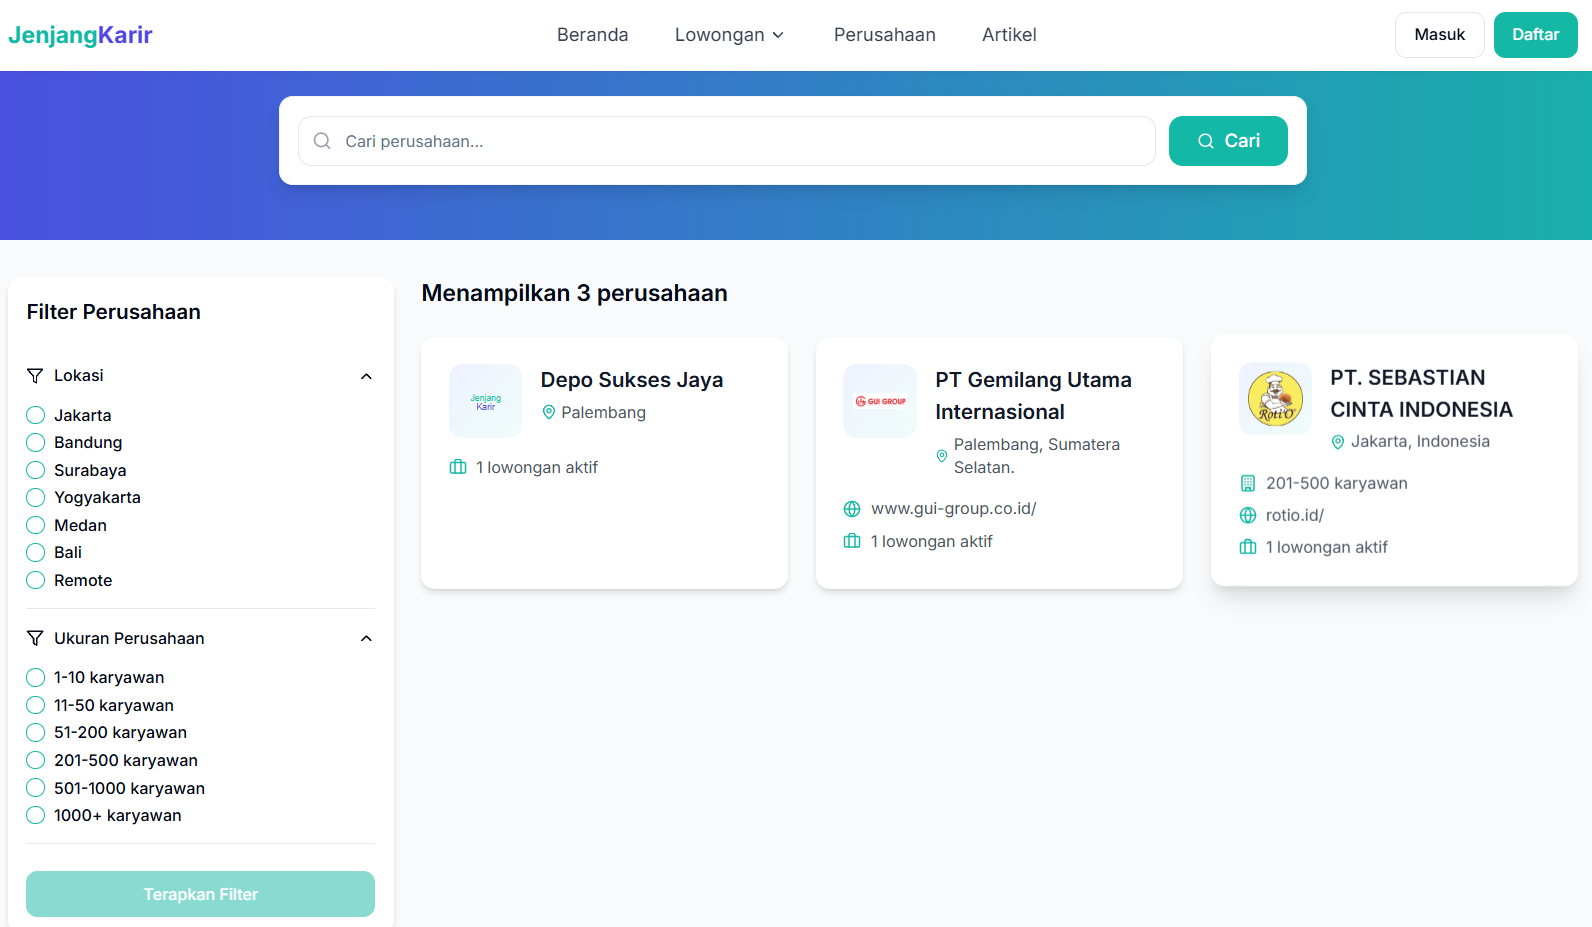 JenjangKarir
Beranda
Lowongan
Perusahaan
Artikel
Masuk
Daftar
Cari perusahaan...
Cari
Filter Perusahaan
Lokasi
Jakarta
Bandung
Surabaya
Yogyakarta
Medan
Bali
Remote
Ukuran Perusahaan
1-10 karyawan
11-50 karyawan
51-200 karyawan
201-500 karyawan
501-1000 karyawan
1000+ karyawan
Terapkan Filter
Menampilkan 3 perusahaan
Jenjang
Karir
Depo Sukses Jaya
Palembang
1 lowongan aktif
GUI GROUP
PT Gemilang Utama
Internasional
Palembang, Sumatera
Selatan.
www.gui-group.co.id/
1 lowongan aktif
Roti'O
PT. SEBASTIAN
CINTA INDONESIA
Jakarta, Indonesia
201-500 karyawan
rotio.id/
1 lowongan aktif